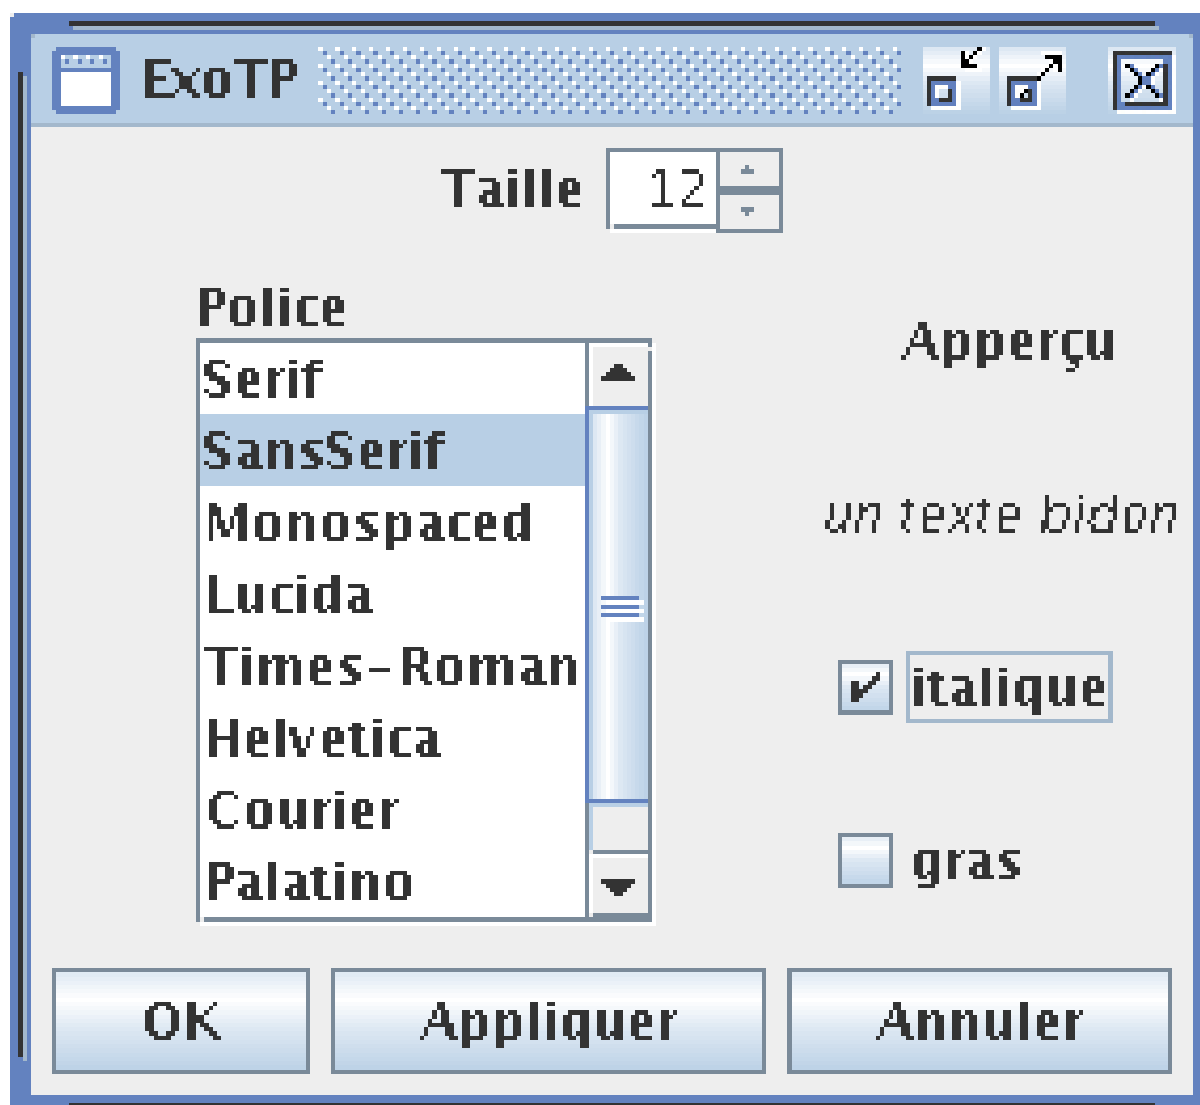 ExoTP
Taille 12
Police
Serif
SansSerif
Monospaced
Lucida
Times-Roman
Helvetica
Courier
Palatino
Apperçu
un texte bidon
italique
gras
OK Appliquer Annuler